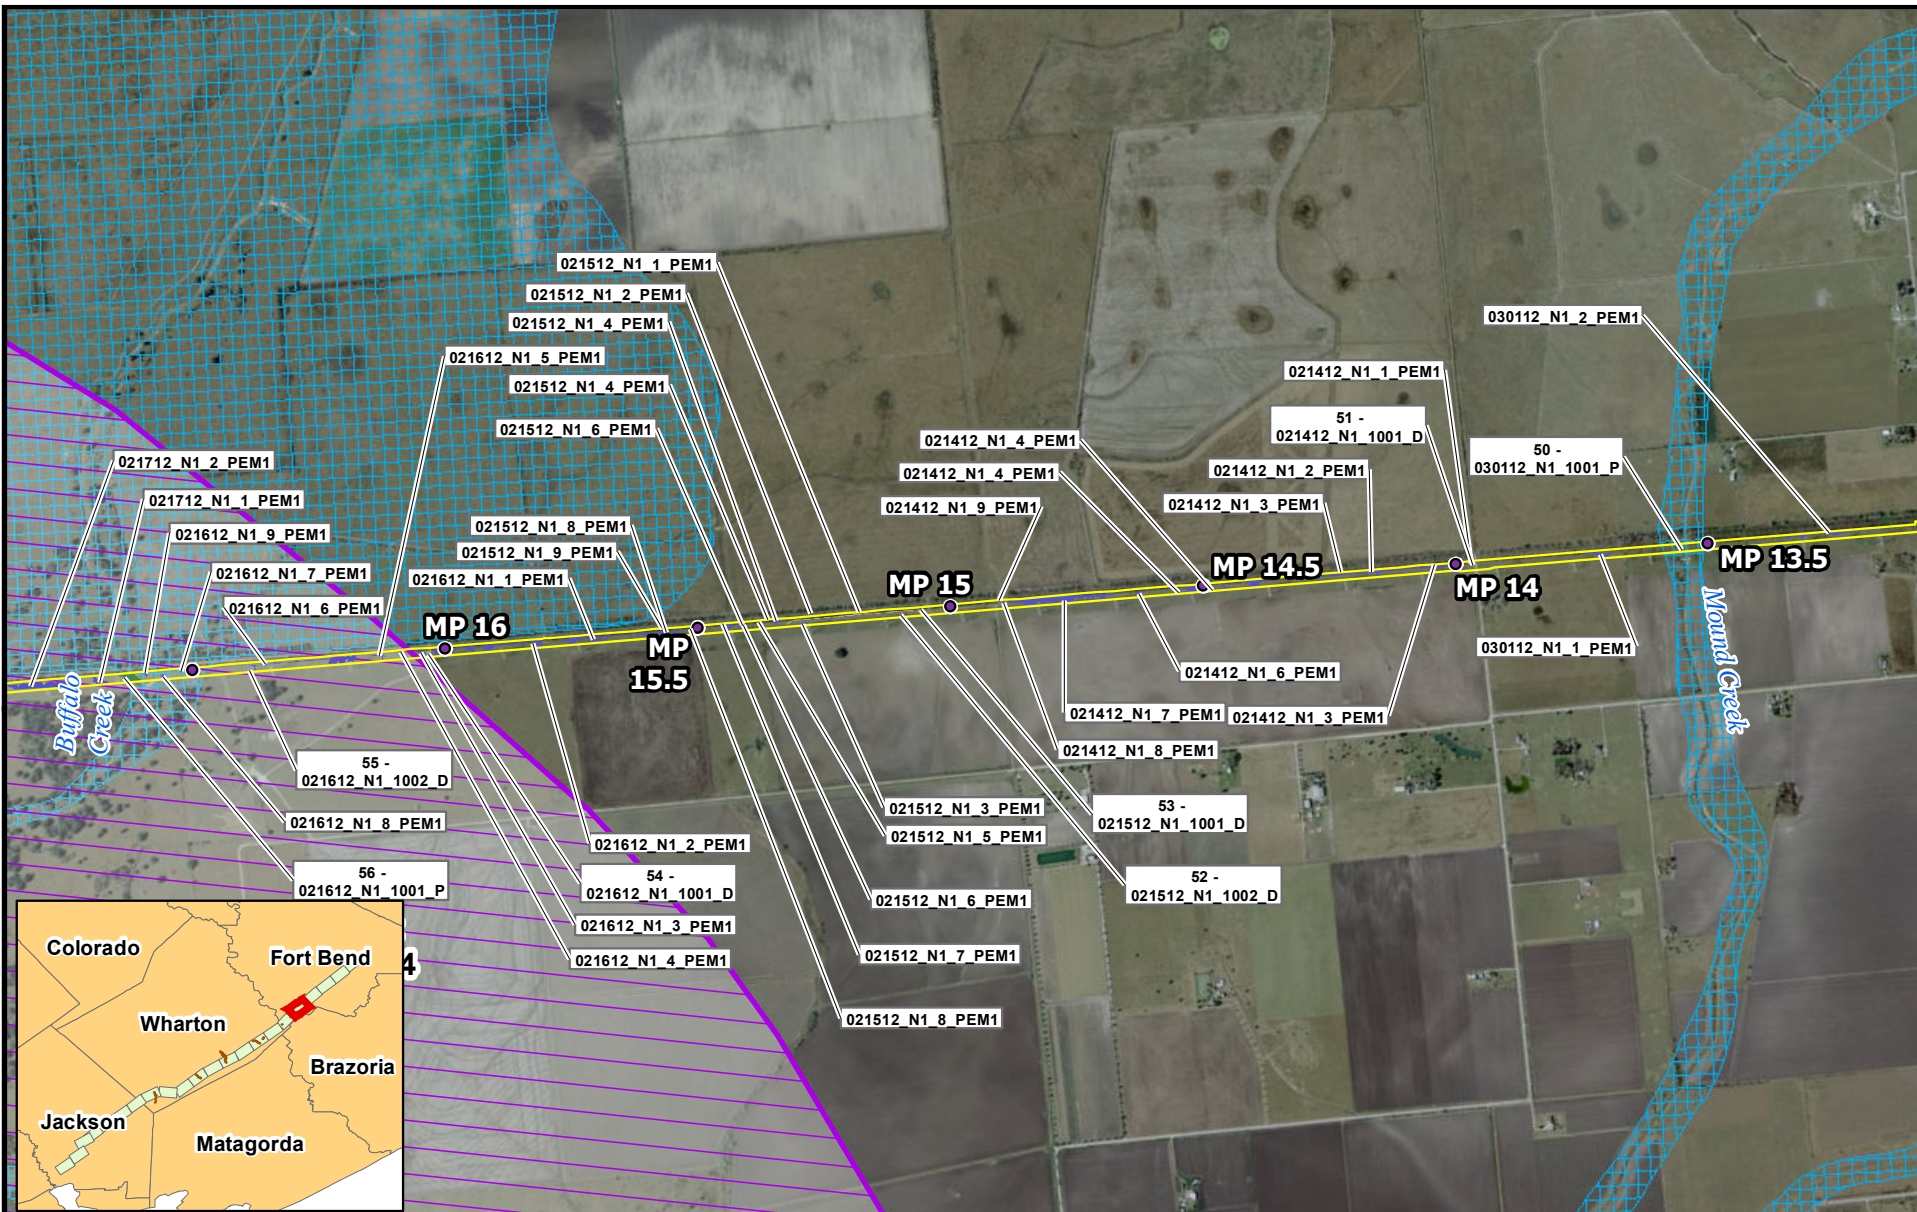 021512_N1_1_PEM1
021512_N1_2_PEM1
021512_N1_4_PEM1
021612_N1_5_PEM1
021512_N1_4_PEM1
021512_N1_6_PEM1
030112_N1_2_PEM1
021412_N1_1_PEM1
51 -
021412_N1_1001_D
50 -
030112_N1_1001_P
021412_N1_4_PEM1
021412_N1_4_PEM1
021412_N1_2_PEM1
021412_N1_9_PEM1
021412_N1_3_PEM1
021712_N1_2_PEM1
021712_N1_1_PEM1
021612_N1_9_PEM1
021512_N1_8_PEM1
021512_N1_9_PEM1
021612_N1_7_PEM1
021612_N1_1_PEM1
021612_N1_6_PEM1
MP 16
MP
15.5
MP 15
MP 14.5
MP 14
MP 13.5
Buffalo
Creek
Mound Creek
030112_N1_1_PEM1
021412_N1_6_PEM1
021412_N1_7_PEM1
021412_N1_3_PEM1
021412_N1_8_PEM1
55 -
021612_N1_1002_D
021612_N1_8_PEM1
56 -
021612_N1_1001_P
021612_N1_2_PEM1
54 -
021612_N1_1001_D
021612_N1_3_PEM1
021612_N1_4_PEM1
021512_N1_3_PEM1
021512_N1_5_PEM1
53 -
021512_N1_1001_D
52 -
021512_N1_1002_D
021512_N1_6_PEM1
021512_N1_7_PEM1
021512_N1_8_PEM1
4
Colorado
Fort Bend
Wharton
Brazoria
Jackson
Matagorda